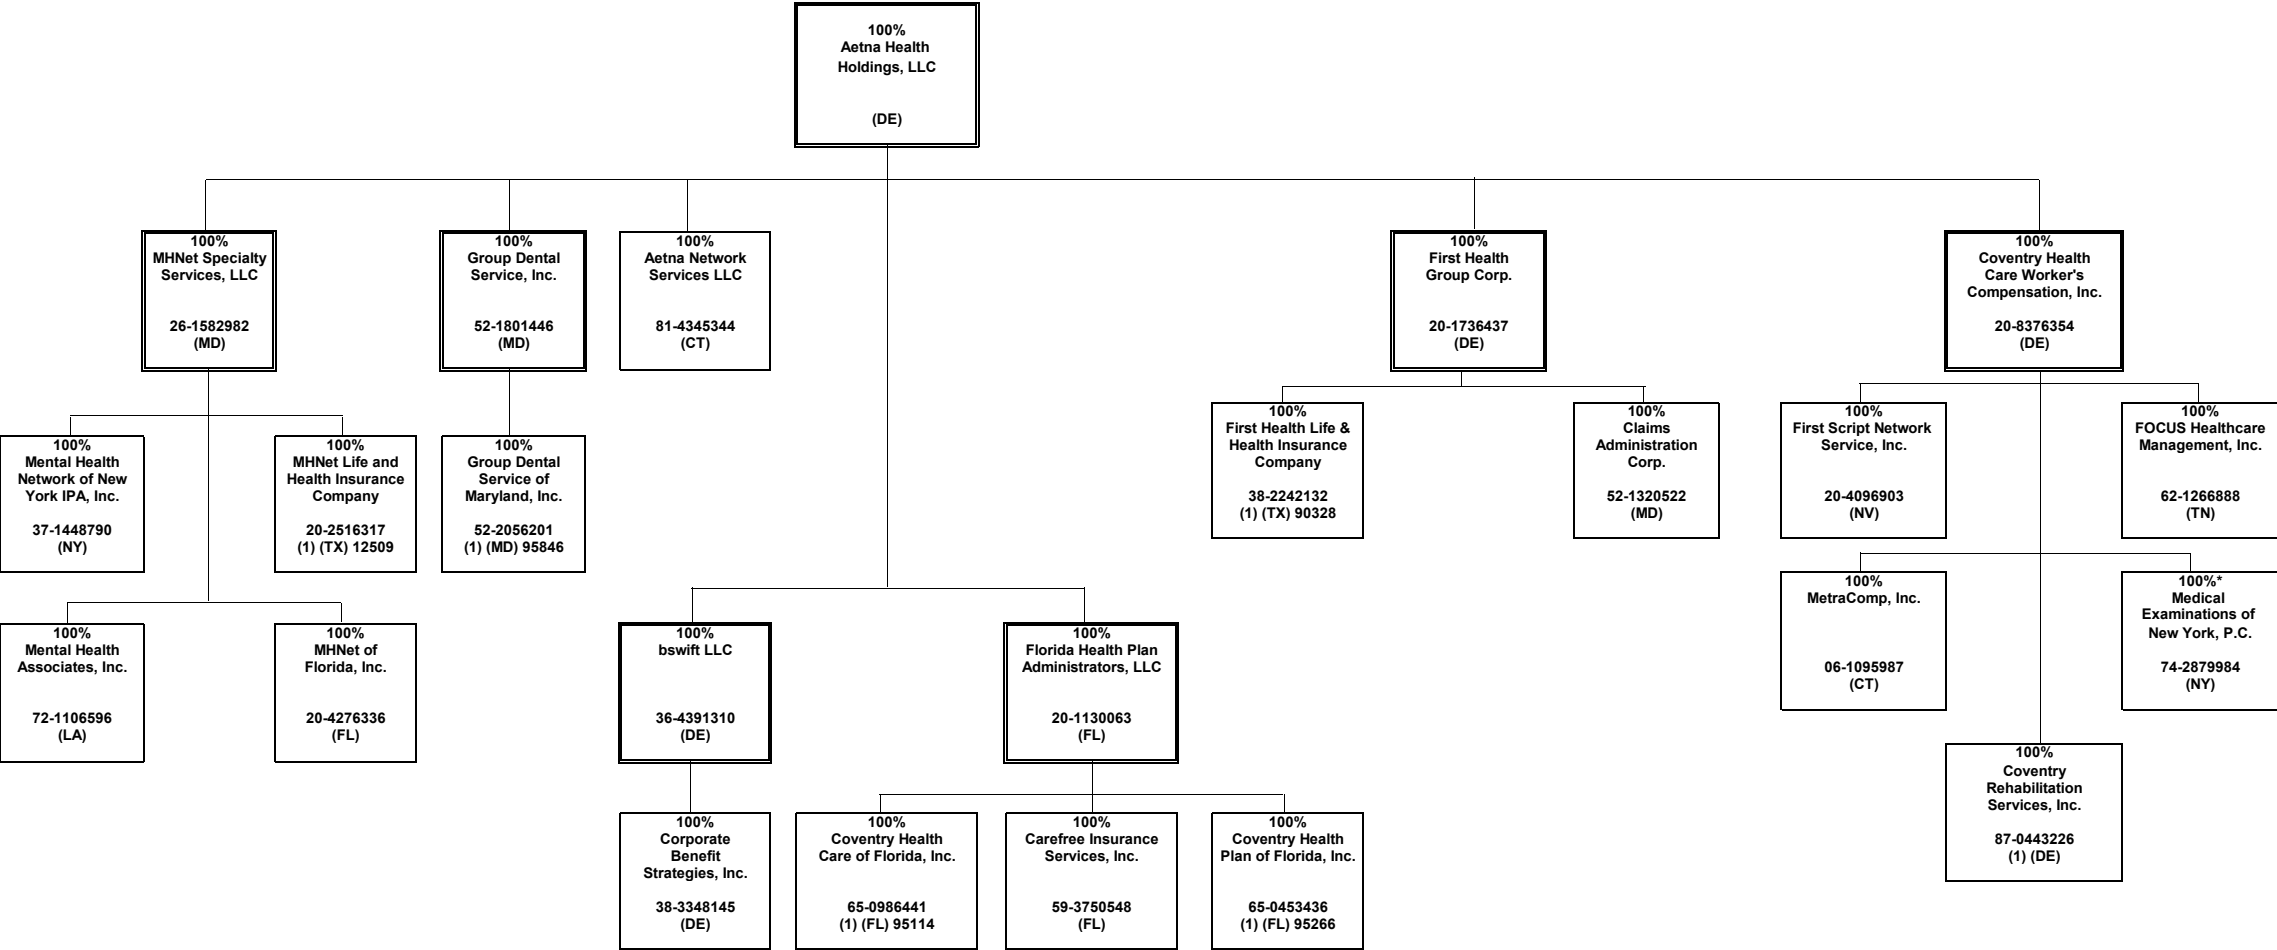 100%
Aetna Health
Holdings, LLC
(DE)
100%
MHNet Specialty
Services, LLC
26-1582982
(MD)
100%
Group Dental
Service, Inc.
52-1801446
(MD)
100%
Aetna Network
Services LLC
81-4345344
(CT)
100%
First Health
Group Corp.
20-1736437
(DE)
100%
Coventry Health
Care Worker's
Compensation, Inc.
20-8376354
(DE)
100%
Mental Health
Network of New
York IPA, Inc.
37-1448790
(NY)
100%
MHNet Life and
Health Insurance
Company
20-2516317
(1) (TX) 12509
100%
Group Dental
Service of
Maryland, Inc.
52-2056201
(1) (MD) 95846
100%
First Health Life &
Health Insurance
Company
38-2242132
(1) (TX) 90328
100%
Claims
Administration
Corp.
52-1320522
(MD)
100%
First Script Network
Service, Inc.
20-4096903
(NV)
100%
FOCUS Healthcare
Management, Inc.
62-1266888
(TN)
100%
MetraComp, Inc.
06-1095987
(CT)
100%*
Medical
Examinations of
New York, P.C.
74-2879984
(NY)
100%
Mental Health
Associates, Inc.
72-1106596
(LA)
100%
MHNet of
Florida, Inc.
20-4276336
(FL)
100%
bswift LLC
36-4391310
(DE)
100%
Florida Health Plan
Administrators, LLC
20-1130063
(FL)
100%
Coventry
Rehabilitation
Services, Inc.
87-0443226
(1) (DE)
100%
Corporate
Benefit
Strategies, Inc.
38-3348145
(DE)
100%
Coventry Health
Care of Florida, Inc.
65-0986441
(1) (FL) 95114
100%
Carefree Insurance
Services, Inc.
59-3750548
(FL)
100%
Coventry Health
Plan of Florida, Inc.
65-0453436
(1) (FL) 95266